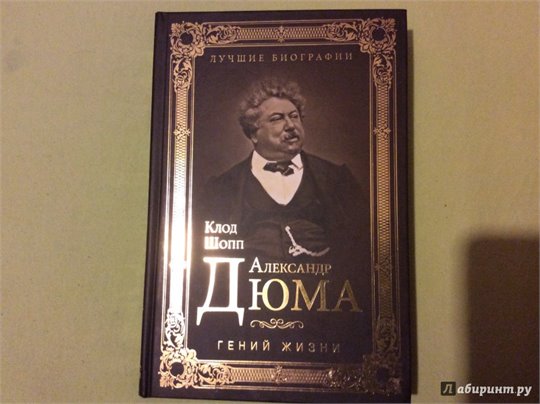 ЛУЧШИЕ БИОГРАФИИ
КЛОД
ШОПП
АЛЕКСАНДР
ДЮМА
ГЕНИЙ ЖИЗНИ
Лабиринт.ру